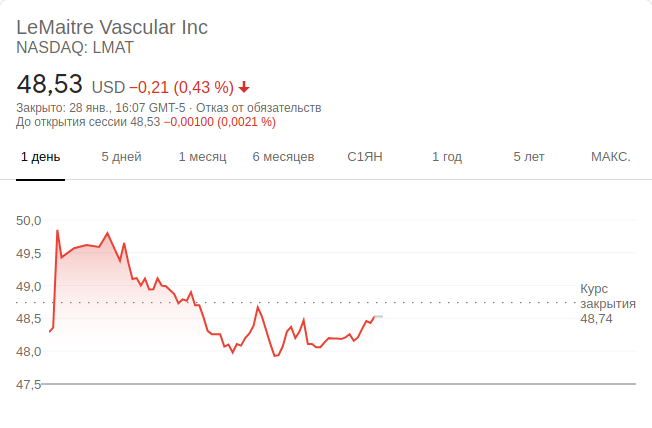 LeMaitre Vascular Inc
NASDAQ: LMAT
48,53 USD −0,21 (0,43 %)
Закрыто: 28 янв., 16:07 GMT-5 · Отказ от обязательств
До открытия сессии 48,53 −0,00100 (0,0021 %)
1 день 5 дней 1 месяц 6 месяцев С1ЯН 1 год 5 лет МАКС.
50,0
49,5
49,0
48,5
48,0
47,5
Курс
закрытия
48,74